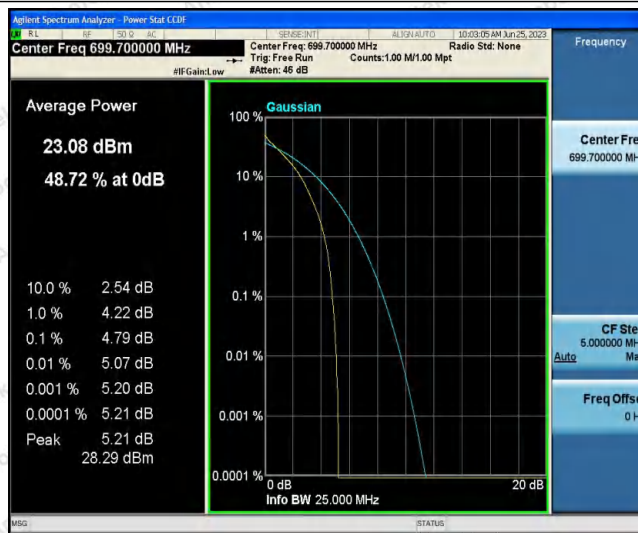 Agilent Spectrum Analyzer - Power Stat CCDF
RL RF 50 Ω AC SENSE:INT ALIGN AUTO 10:03:05 AM Jun 25, 2023
Center Freq 699.700000 MHz
Center Freq: 699.700000 MHz Radio Std: None
Trig: Free Run Counts:1.00 M/1.00 Mpt
#IFGain:Low #Atten: 46 dB
Frequency
Average Power
23.08 dBm
48.72 % at 0dB
10.0 % 2.54 dB
1.0 % 4.22 dB
0.1 % 4.79 dB
0.01 % 5.07 dB
0.001 % 5.20 dB
0.0001 % 5.21 dB
Peak 5.21 dB
28.29 dBm
Gaussian
100 %
10 %
1 %
0.1 %
0.01 %
0.001 %
0.0001 %
0 dB 20 dB
Info BW 25.000 MHz
Center Fre
699.700000 MH
CF Ste
5.000000 MH
Auto Ma
Freq Offse
0 H
MSG STATUS